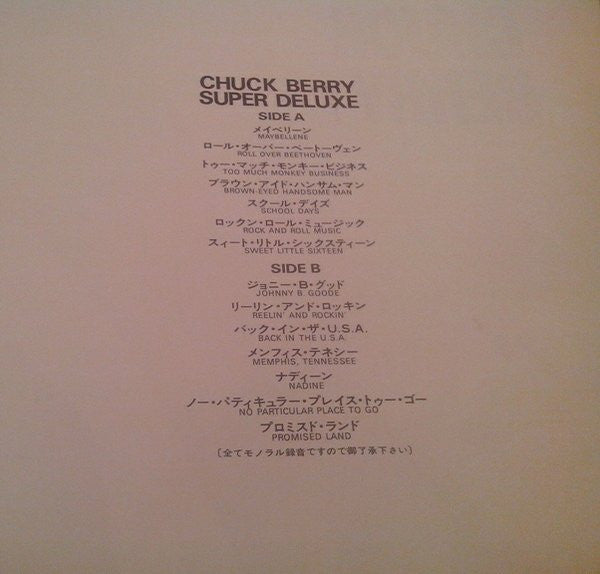 CHUCK BERRY
SUPER DELUXE
SIDE A
メイベリーン
MAYBELLENE
ロール・オーバー・ベートーヴェン
ROLL OVER BEETHOVEN
トゥー・マッチ・モンキー・ビジネス
TOO MUCH MONKEY BUSINESS
ブラウン・アイド・ハンサム・マン
BROWN EYED HANDSOME MAN
スクール・デイズ
SCHOOL DAYS
ロックン・ロール・ミュージック
ROCK AND ROLL MUSIC
スィート・リトル・シックスティーン
SWEET LITTLE SIXTEEN
SIDE B
ジョニー・B・グッド
JOHNNY B. GOODE
リーリン・アンド・ロッキン
REELIN' AND ROCKIN'
バック・イン・ザ・U.S.A.
BACK IN THE U.S.A.
メンフィス・テネシー
MEMPHIS, TENNESSEE
ナディーン
NADINE
ノー・パティキュラー・プレイス・トゥー・ゴー
NO PARTICULAR PLACE TO GO
プロミスド・ランド
PROMISED LAND
〔全てモノラル録音ですので御了承下さい〕